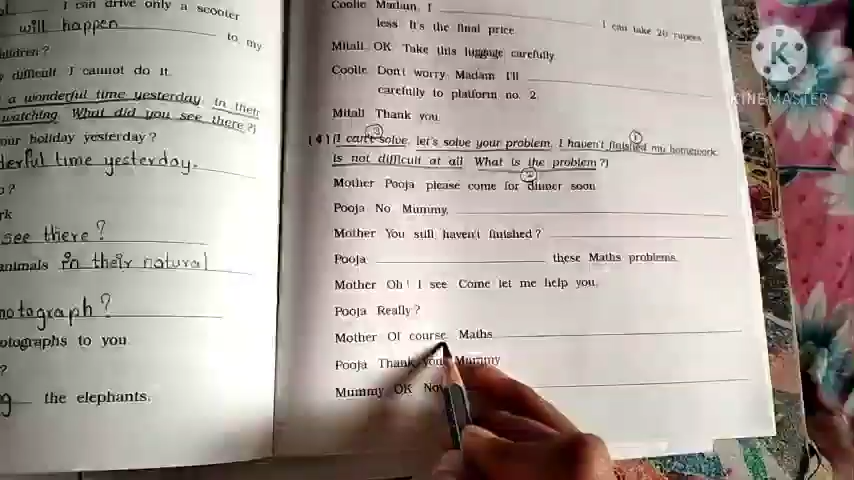 I can drive only a scooter
will happen to my
children?
difficult I cannot do it.
a wonderful time yesterday, in their
watching What did you see there?)
our holiday yesterday?
derful time yesterday.
?
rk
see there?
animals in their natural
hotograph?
otographs to you.
?
g the elephants.
Coolie Madam, I I can take 20 rupees
less It's the final price
Mitali OK Take this luggage carefully.
Coolie Don't worry Madam I'll
carefully to platform no. 2.
Mitali Thank you
(4) (I can't solve, let's solve your problem, I haven't finished my homework
3 1
is not difficult at all What is the problem?)
2
Mother Pooja please come for dinner soon
Pooja No Mummy,
Mother You still haven't finished?
Pooja these Maths problems.
Mother Oh! I see Come let me help you.
Pooja Really?
Mother Of course Maths
Pooja Thank you Mummy
Mummy OK Now
KINEMASTER